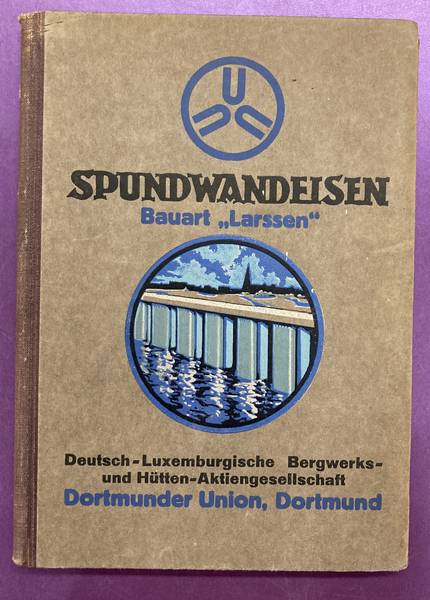 U U U
SPUNDWANDEISEN
Bauart „Larssen“
Deutsch-Luxemburgische Bergwerks-
und Hütten-Aktiengesellschaft
Dortmunder Union, Dortmund